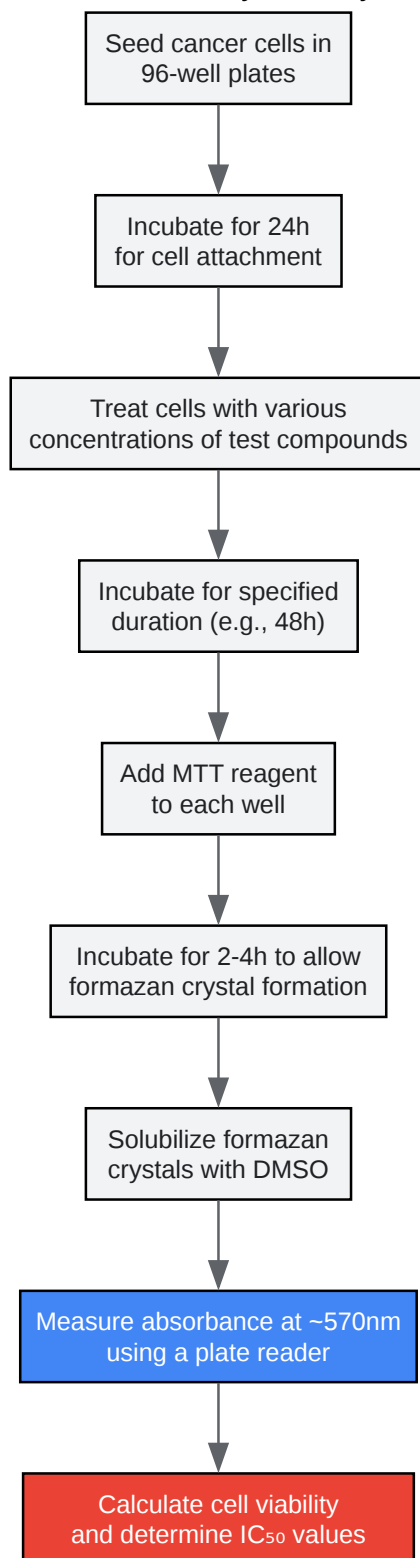 Seed cancer cells in
96-well plates
Incubate for 24h
for cell attachment
Treat cells with various
concentrations of test compounds
Incubate for specified
duration (e.g., 48h)
Add MTT reagent
to each well
Incubate for 2-4h to allow
formazan crystal formation
Solubilize formazan
crystals with DMSO
Measure absorbance at ~570nm
using a plate reader
Calculate cell viability
and determine IC₅₀ values